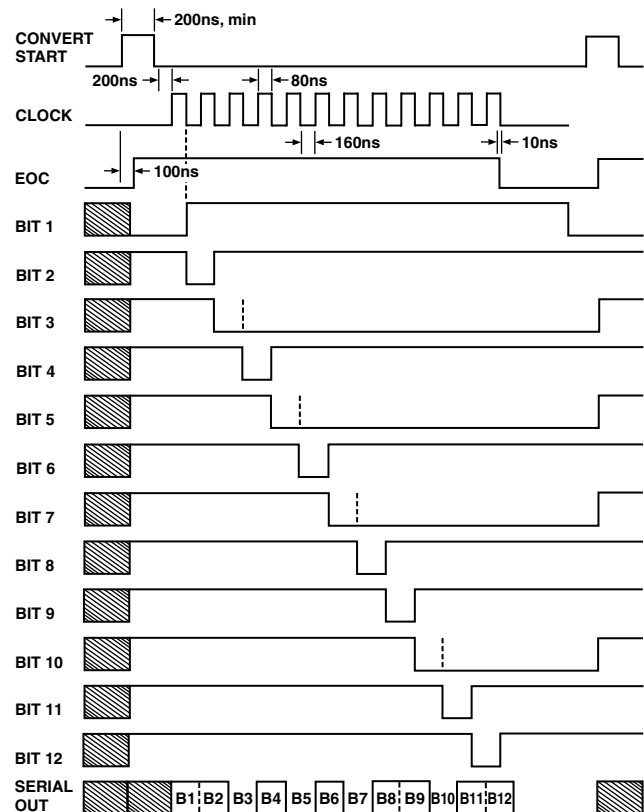 200ns, min
CONVERT
START
200ns
80ns
CLOCK
160ns
10ns
EOC
100ns
BIT 1
BIT 2
BIT 3
BIT 4
BIT 5
BIT 6
BIT 7
BIT 8
BIT 9
BIT 10
BIT 11
BIT 12
SERIAL
OUT
B1 B2 B3 B4 B5 B6 B7 B8 B9 B10 B11 B12